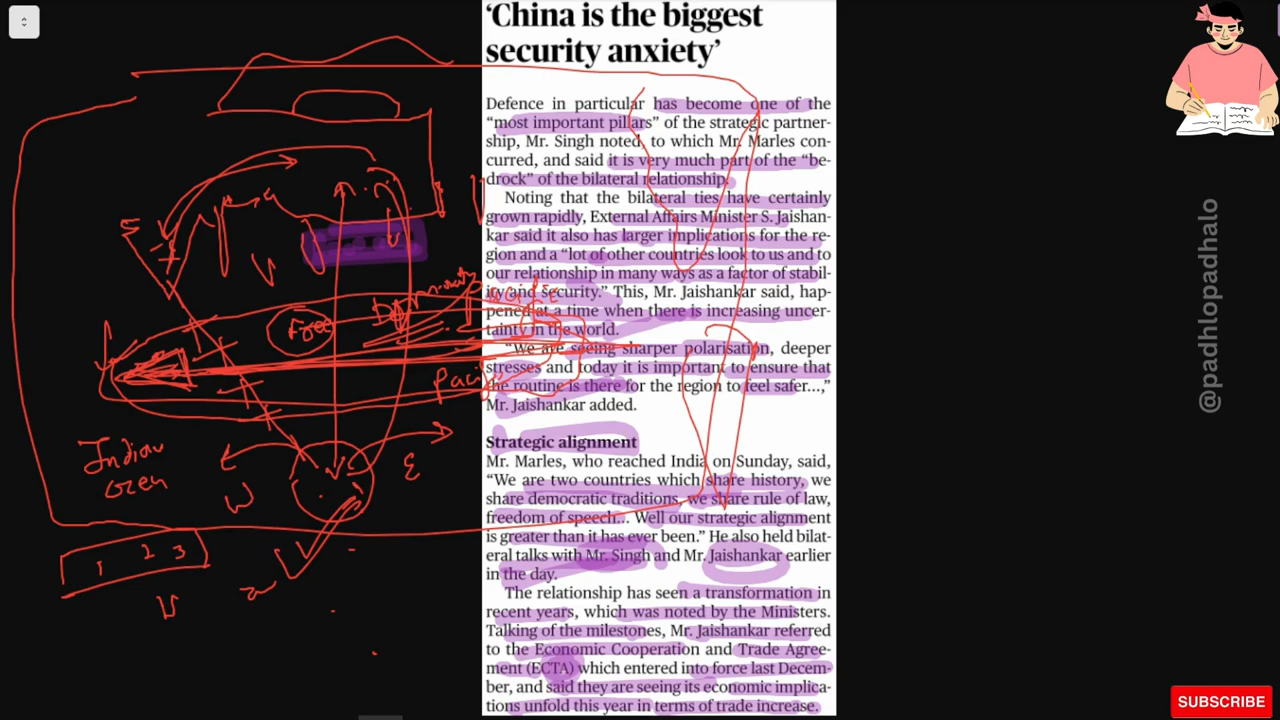 ‘China is the biggest
security anxiety’
Defence in particular has become one of the
“most important pillars” of the strategic partner-
ship, Mr. Singh noted, to which Mr. Marles con-
curred, and said it is very much part of the “be-
drock” of the bilateral relationship.
Noting that the bilateral ties have certainly
grown rapidly, External Affairs Minister S. Jaishan-
kar said it also has larger implications for the re-
gion and a “lot of other countries look to us and to
our relationship in many ways as a factor of stabil-
ity and security.” This, Mr. Jaishankar said, hap-
pened at a time when there is increasing uncer-
tainty in the world.
“We are seeing sharper polarisation, deeper
stresses and today it is important to ensure that
the routine is there for the region to feel safer...,”
Mr. Jaishankar added.
Strategic alignment
Mr. Marles, who reached India on Sunday, said,
“We are two countries which share history, we
share democratic traditions, we share rule of law,
freedom of speech... Well our strategic alignment
is greater than it has ever been.” He also held bilat-
eral talks with Mr. Singh and Mr. Jaishankar earlier
in the day.
The relationship has seen a transformation in
recent years, which was noted by the Ministers.
Talking of the milestones, Mr. Jaishankar referred
to the Economic Cooperation and Trade Agree-
ment (ECTA) which entered into force last Decem-
ber, and said they are seeing its economic implica-
tions unfold this year in terms of trade increase.
Free
Indian
W
E
1 2 3
@padhlopadhalo
SUBSCRIBE